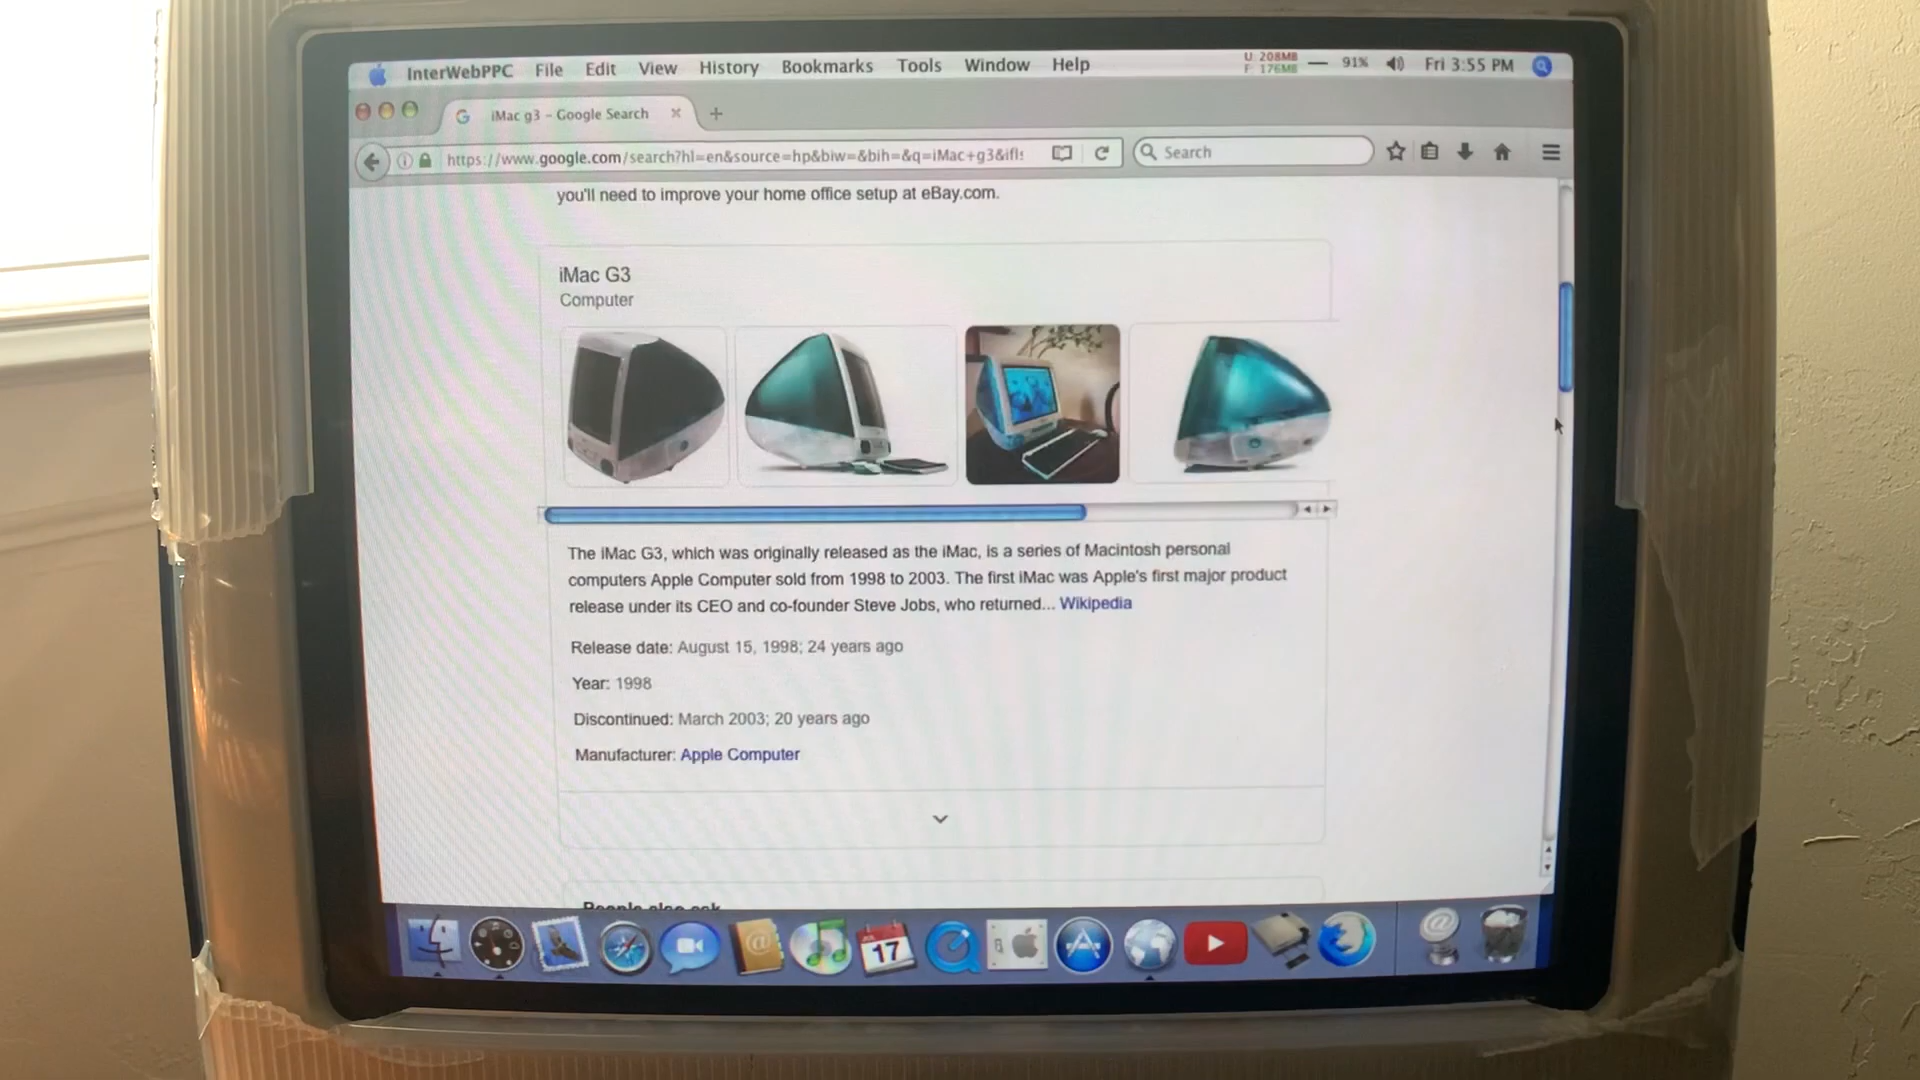 InterWebPPC File Edit View History Bookmarks Tools Window Help U: 208MB 91% Fri 3:55 PM
F: 176MB
iMac g3 - Google Search
https://www.google.com/search?hl=en&source=hp&biw=&bih=&q=iMac+g3&ifl: Search
you'll need to improve your home office setup at eBay.com.
iMac G3
Computer
The iMac G3, which was originally released as the iMac, is a series of Macintosh personal
computers Apple Computer sold from 1998 to 2003. The first iMac was Apple's first major product
release under its CEO and co-founder Steve Jobs, who returned... Wikipedia
Release date: August 15, 1998; 24 years ago
Year: 1998
Discontinued: March 2003; 20 years ago
Manufacturer: Apple Computer
People also ask
17